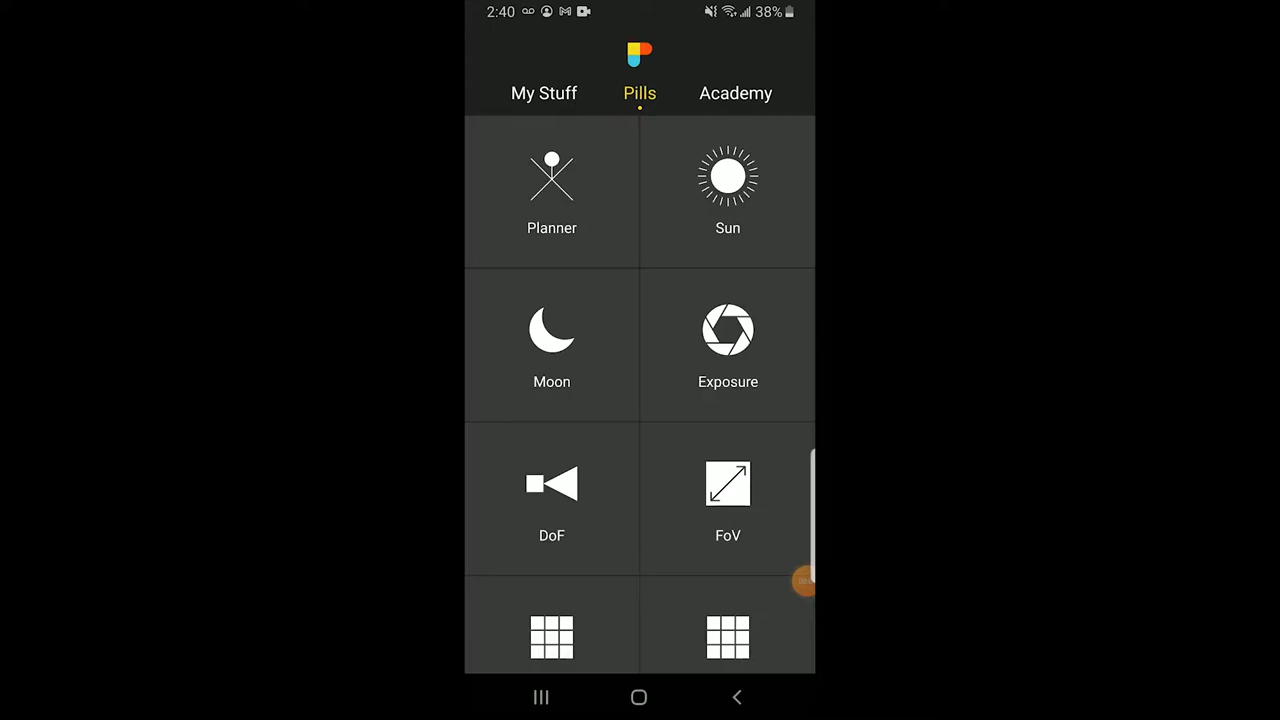 2:40 38%
My Stuff Pills Academy
Planner Sun
Moon Exposure
DoF FoV